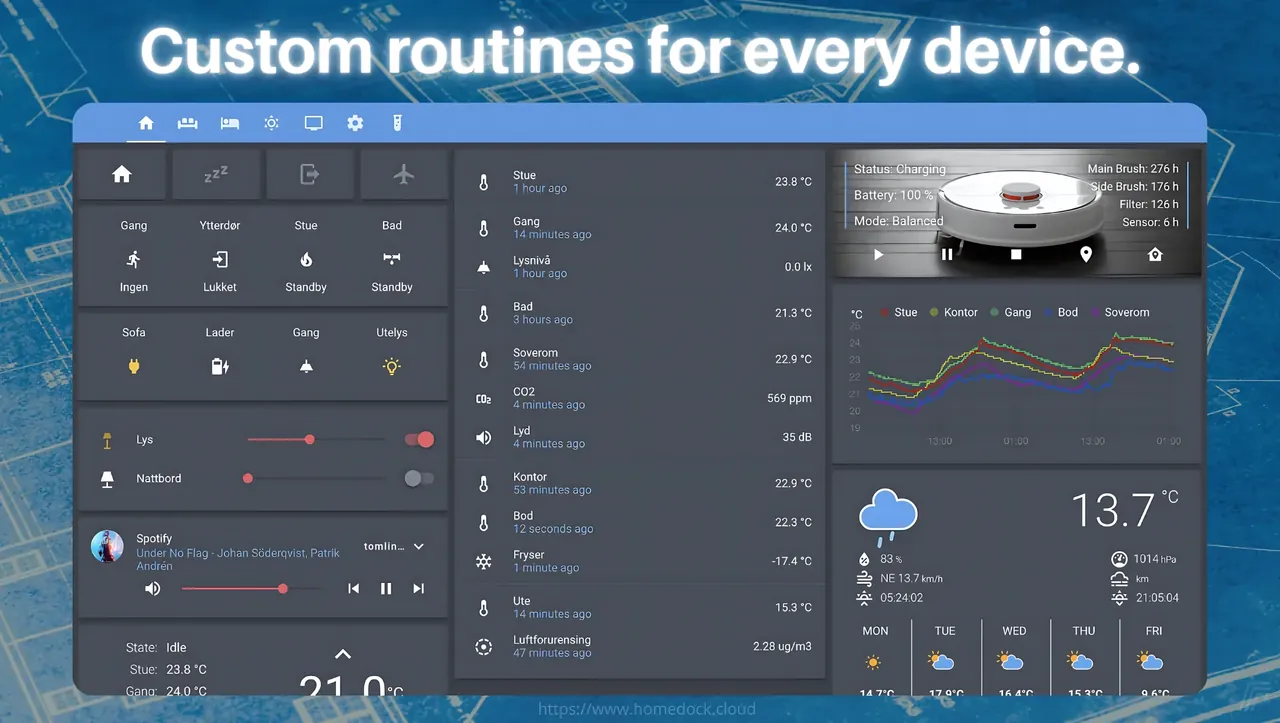 Custom routines for every device.
zzz
Gang Ytterdør Stue Bad
Ingen Lukket Standby Standby
Sofa Lader Gang Utelys
Lys
Nattbord
Spotify
Under No Flag - Johan Söderqvist, Patrik
Andrén
tomlin...
State: Idle
Stue: 23.8 °C
Gang: 24.0 °C
21.0 °C
Stue
1 hour ago
23.8 °C
Gang
14 minutes ago
24.0 °C
Lysnivå
1 hour ago
0.0 lx
Bad
3 hours ago
21.3 °C
Soverom
54 minutes ago
22.9 °C
CO2
CO2
4 minutes ago
569 ppm
Lyd
4 minutes ago
35 dB
Kontor
53 minutes ago
22.9 °C
Bod
12 seconds ago
22.3 °C
Fryser
1 minute ago
-17.4 °C
Ute
14 minutes ago
15.3 °C
Luftforurensing
47 minutes ago
2.28 ug/m3
Status: Charging
Battery: 100 %
Mode: Balanced
Main Brush: 276 h
Side Brush: 176 h
Filter: 126 h
Sensor: 6 h
°C Stue Kontor Gang Bod Soverom
25
24
23
22
21
20
19
13:00 01:00 13:00 01:00
13.7 °C
83 %
NE 13.7 km/h
05:24:02
1014 hPa
km
21:05:04
MON TUE WED THU FRI
14.7°C 17.9°C 16.4°C 15.3°C 9.6°C
https://www.homedock.cloud